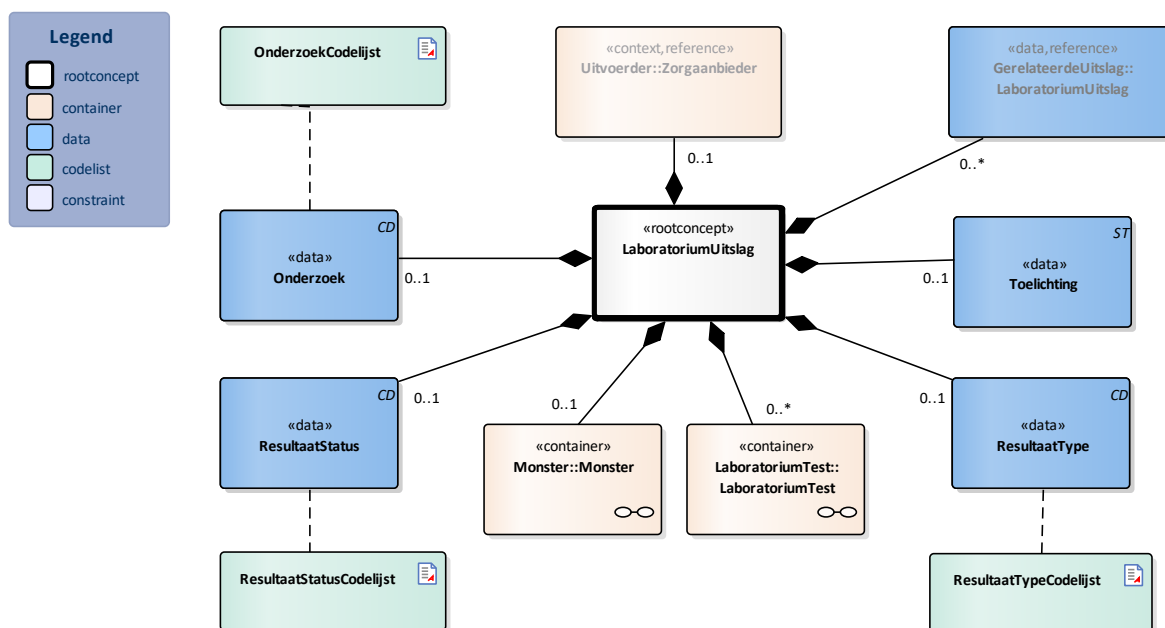 Legend
rootconcept
container
data
codelist
constraint
OnderzoekCodelijst
«context,reference»
Uitvoerder::Zorgaanbieder
«data,reference»
GerelateerdeUitslag::
LaboratoriumUitslag
0..1
0..*
CD
«data»
Onderzoek
0..1
«rootconcept»
LaboratoriumUitslag
ST
«data»
Toelichting
0..1
CD
«data»
ResultaatStatus
0..1
0..1
«container»
Monster::Monster
0..*
«container»
LaboratoriumTest::
LaboratoriumTest
0..1
CD
«data»
ResultaatType
ResultaatStatusCodelijst
ResultaatTypeCodelijst